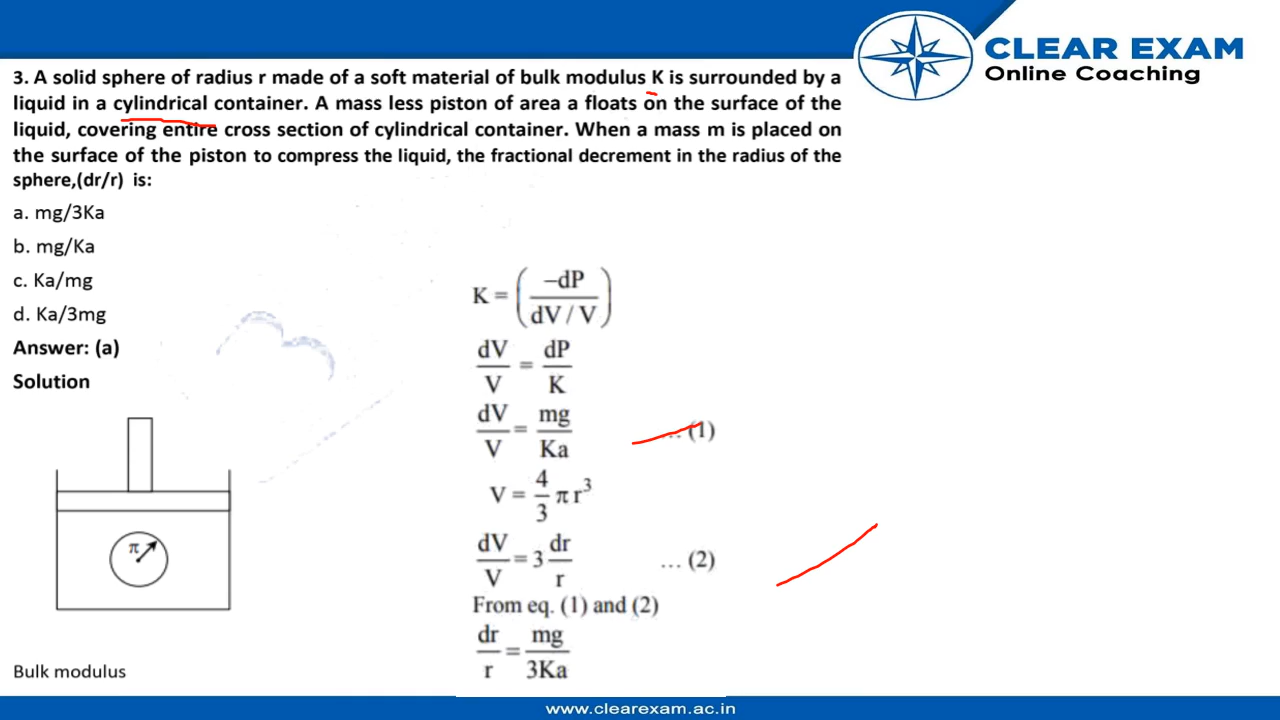 CLEAR EXAM
Online Coaching
3. A solid sphere of radius r made of a soft material of bulk modulus K is surrounded by a
liquid in a cylindrical container. A mass less piston of area a floats on the surface of the
liquid, covering entire cross section of cylindrical container. When a mass m is placed on
the surface of the piston to compress the liquid, the fractional decrement in the radius of the
sphere,(dr/r) is:
a. mg/3Ka
b. mg/Ka
c. Ka/mg
d. Ka/3mg
Answer: (a)
Solution
π
Bulk modulus
K = ( −dP / dV / V )
dV/V = dP/K
dV/V = mg/Ka ... (1)
V = 4/3 π r³
dV/V = 3 dr/r ... (2)
From eq. (1) and (2)
dr/r = mg/3Ka
www.clearexam.ac.in